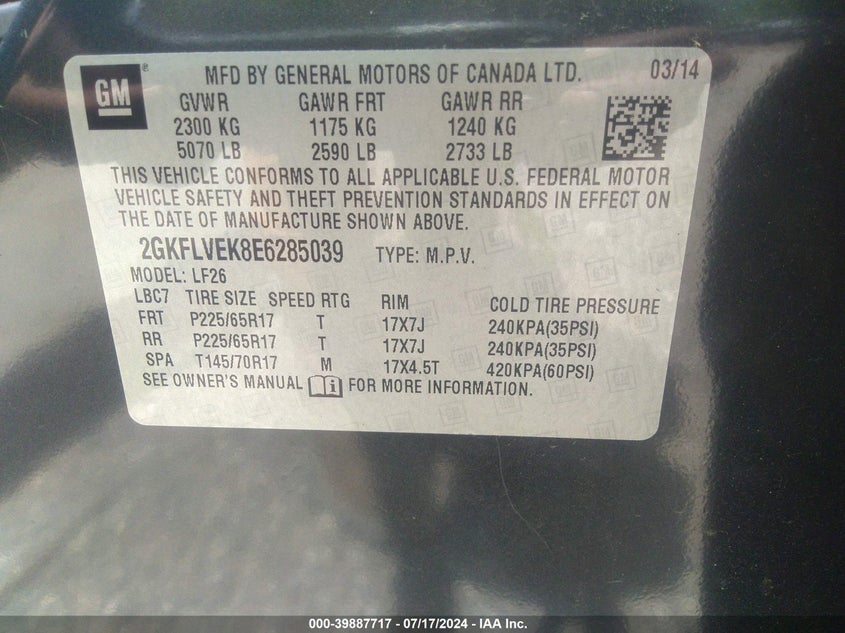 GM ® MFD BY GENERAL MOTORS OF CANADA LTD. 03/14
GVWR GAWR FRT GAWR RR
2300 KG 1175 KG 1240 KG
5070 LB 2590 LB 2733 LB
THIS VEHICLE CONFORMS TO ALL APPLICABLE U.S. FEDERAL MOTOR
VEHICLE SAFETY AND THEFT PREVENTION STANDARDS IN EFFECT ON
THE DATE OF MANUFACTURE SHOWN ABOVE.
2GKFLVEK8E6285039 TYPE: M.P.V.
MODEL: LF26
LBC7 TIRE SIZE SPEED RTG RIM COLD TIRE PRESSURE
FRT P225/65R17 T 17X7J 240KPA(35PSI)
RR P225/65R17 T 17X7J 240KPA(35PSI)
SPA T145/70R17 M 17X4.5T 420KPA(60PSI)
SEE OWNER'S MANUAL FOR MORE INFORMATION.
000-39887717 - 07/17/2024 - IAA Inc.